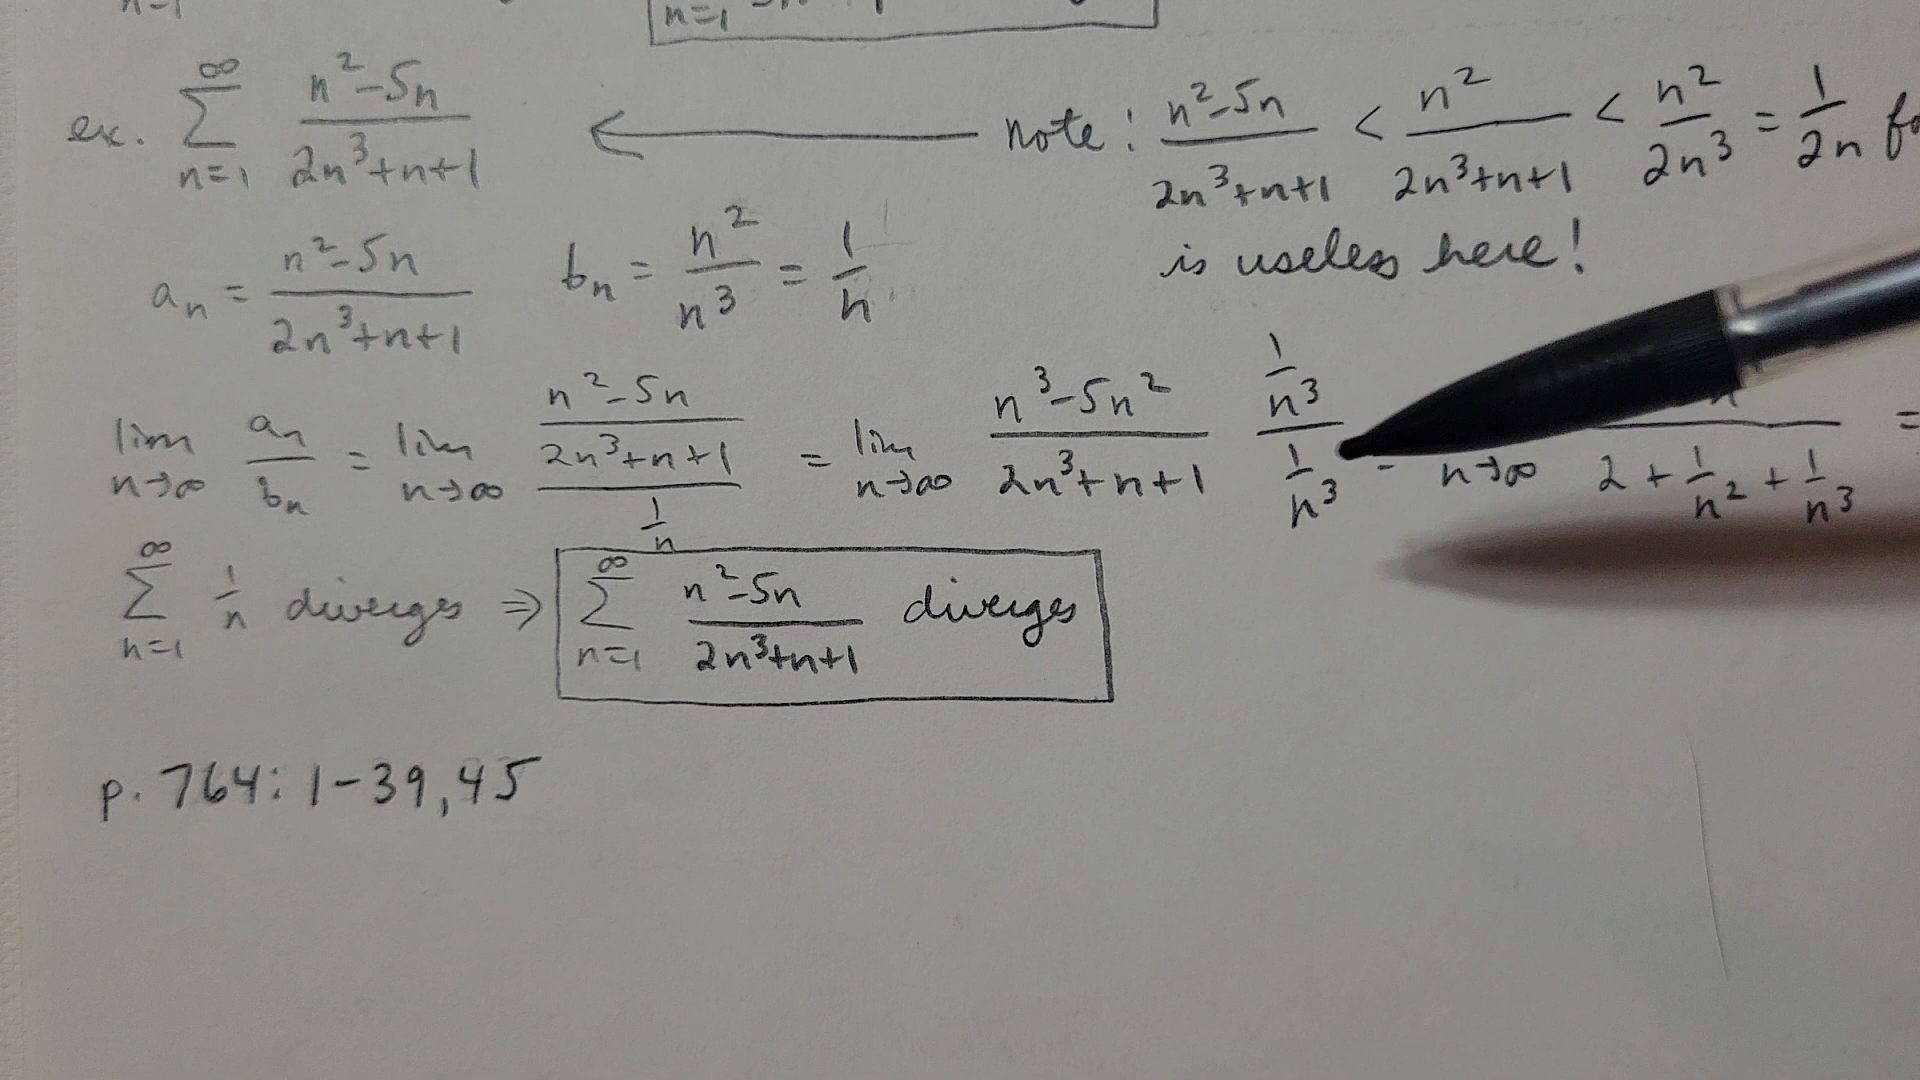 n=1
ex. ∑_{n=1}^{∞} (n²-5n)/(2n³+n+1) ← note: (n²-5n)/(2n³+n+1) < n²/(2n³+n+1) < n²/2n³ = 1/2n
is useless here!
aₙ = (n²-5n)/(2n³+n+1) bₙ = n²/n³ = 1/n
lim_{n→∞} aₙ/bₙ = lim_{n→∞} ((n²-5n)/(2n³+n+1))/(1/n) = lim_{n→∞} (n³-5n²)/(2n³+n+1) (1/n³)/(1/n³) = n→∞ 2+1/n²+1/n³ =
∑_{n=1}^{∞} 1/n diverges ⇒ ∑_{n=1}^{∞} (n²-5n)/(2n³+n+1) diverges
p. 764: 1-39, 45